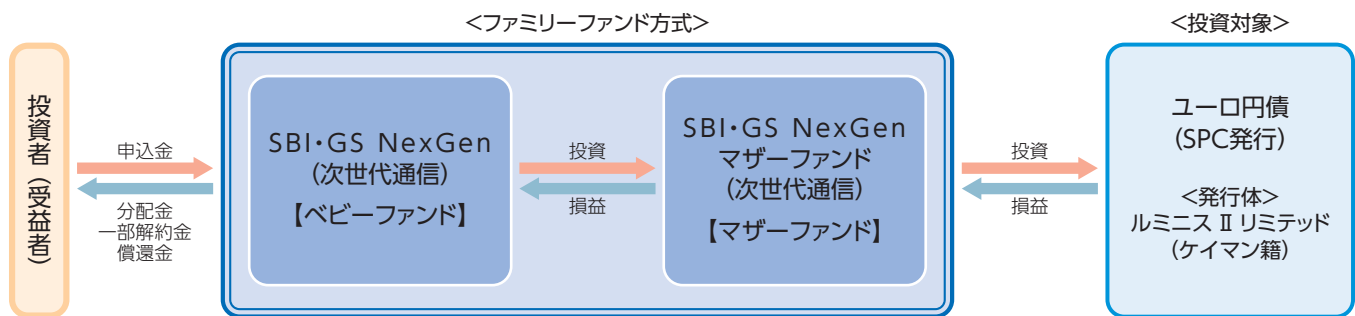 <ファミリーファンド方式>
<投資対象>
投資者（受益者）
申込金
分配金
一部解約金
償還金
SBI・GS NexGen
(次世代通信)
【ベビーファンド】
投資
損益
SBI・GS NexGen
マザーファンド
(次世代通信)
【マザーファンド】
投資
損益
ユーロ円債
(SPC発行)
<発行体>
ルミニス II リミテッド
(ケイマン籍)